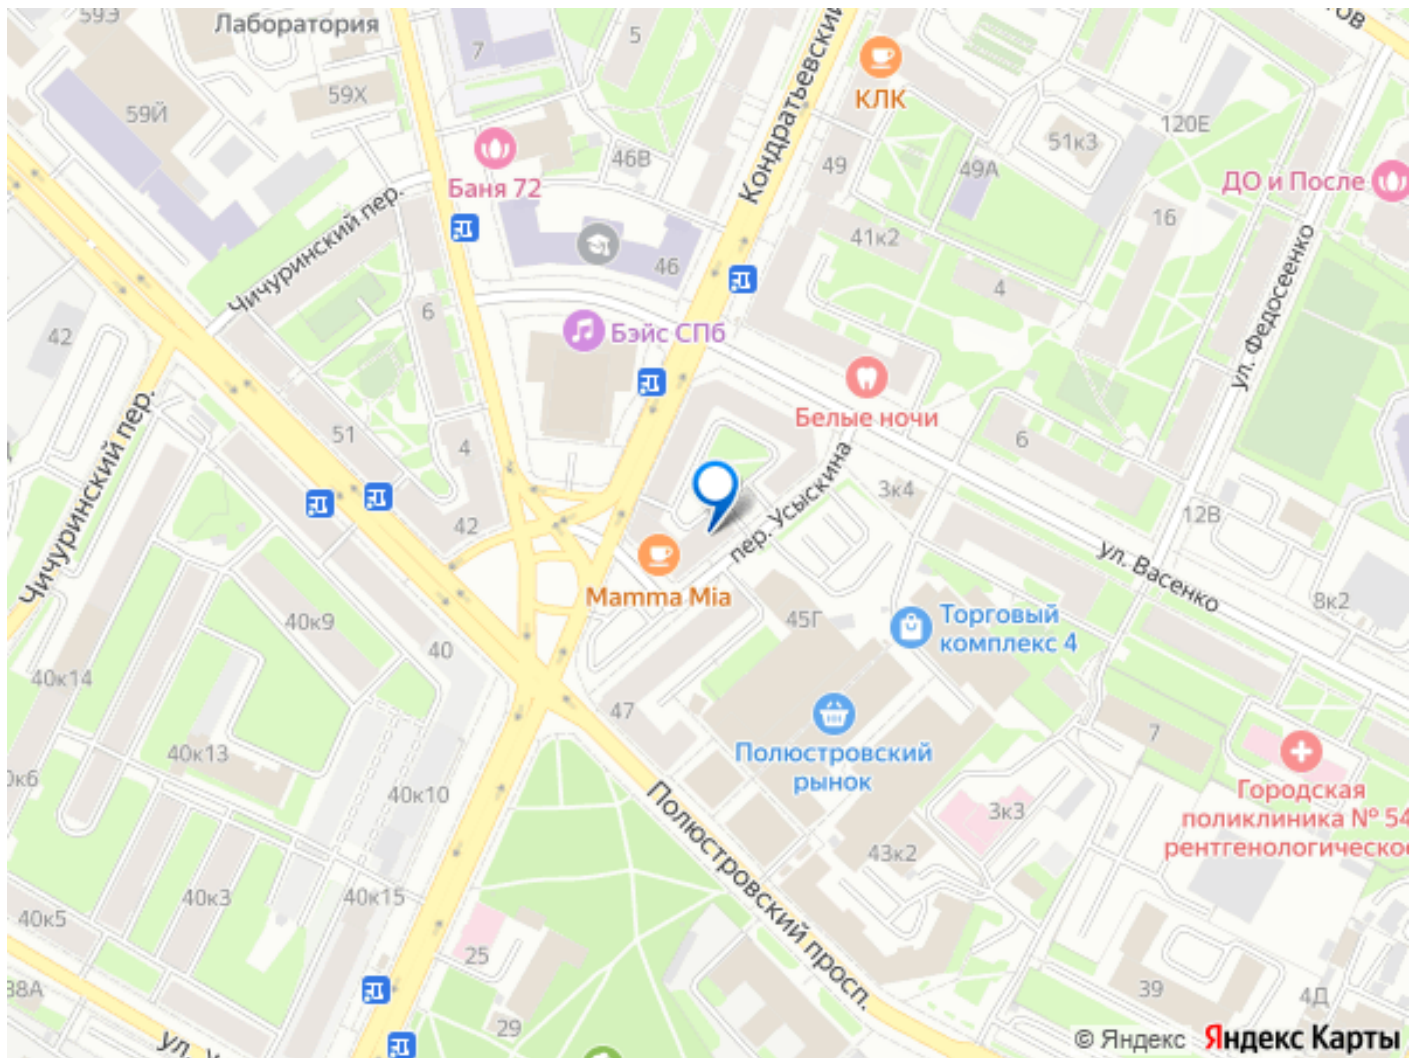 59Э
Лаборатория
7
5
Кондратьевский
КЛК
59Х
59Й
120Е
51к3
Баня 72
46В
49
49А
ДО и После
16
Чичуринский пер.
41к2
46
4
ул. Федосеенко
6
Бэйс СПб
42
Чичуринский пер.
Белые ночи
51
4
6
42
пер. Усыскина
3к4
12В
ул. Васенко
Mamma Mia
45Г
Торговый
комплекс 4
8к2
40к9
40
40к14
47
Полюстровский
рынок
7
40к13
40к10
Городская
поликлиника № 54
рентгенологическое
3к3
Полюстровский просп.
43к2
40к3
40к15
40к5
25
39
4Д
29
© Яндекс Яндекс Карты